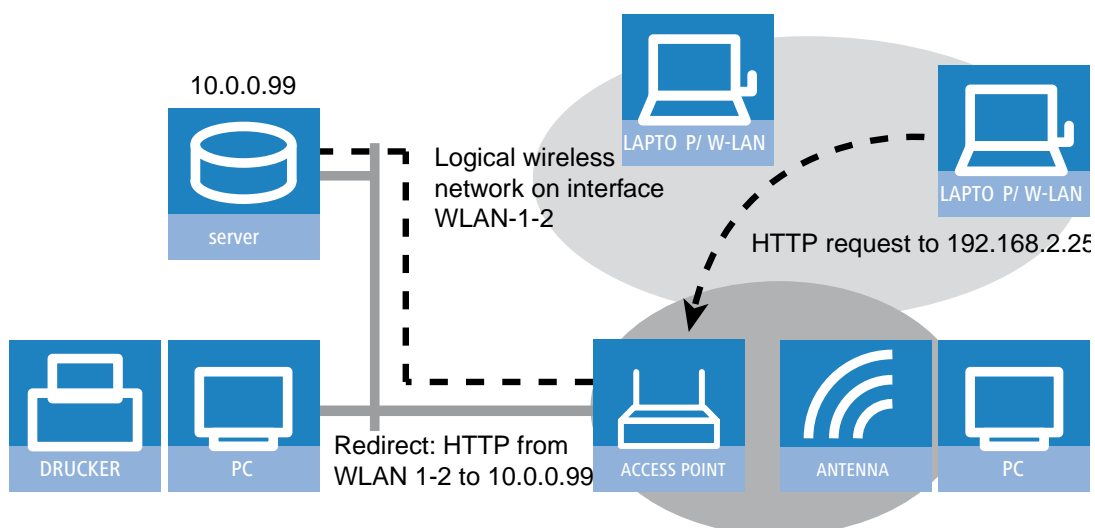 10.0.0.99
server
Logical wireless
network on interface
WLAN-1-2
LAPTO P/ W-LAN
LAPTO P/ W-LAN
HTTP request to 192.168.2.25
DRUCKER
PC
Redirect: HTTP from
WLAN 1-2 to 10.0.0.99
ACCESS POINT
ANTENNA
PC